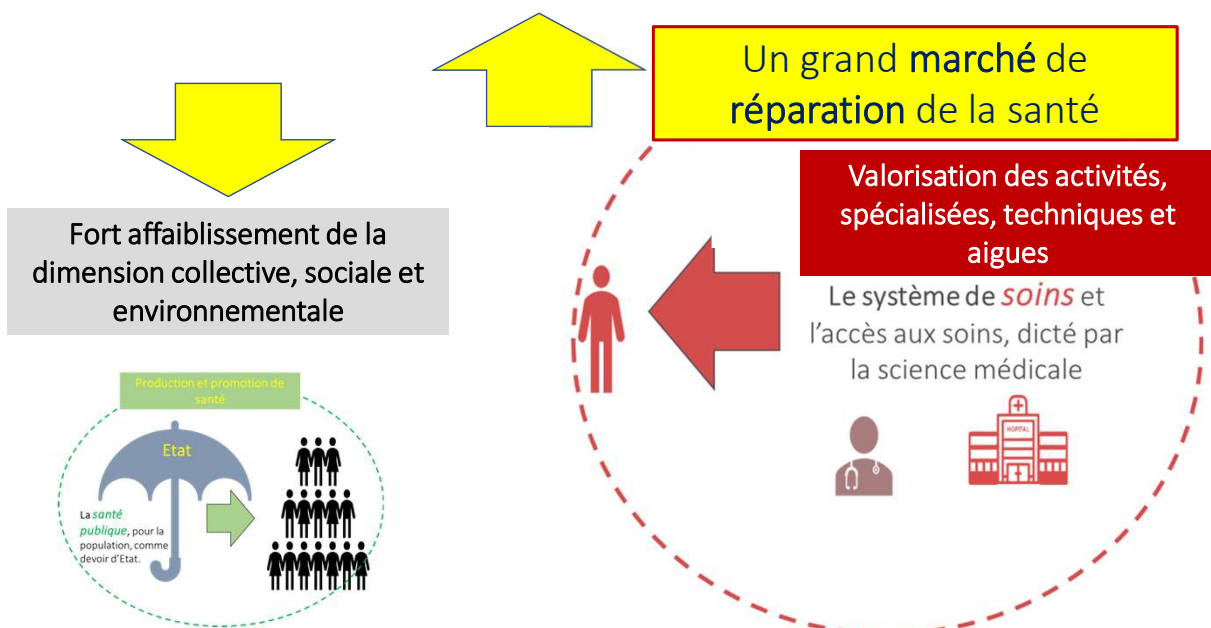 Un grand marché de
réparation de la santé
Valorisation des activités,
spécialisées, techniques et
aigues
Fort affaiblissement de la
dimension collective, sociale et
environnementale
Le système de soins et
l'accès aux soins, dicté par
la science médicale
HOPITAL
Production et promotion de
santé
Etat
La santé
publique, pour la
population, comme
devoir d'Etat.